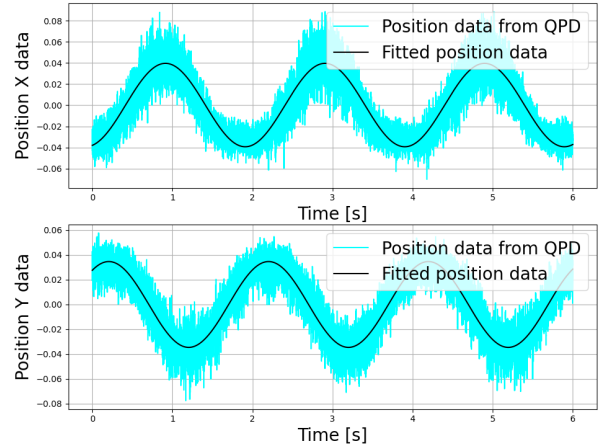 0.08
0.06
0.04
0.02
0.00
−0.02
−0.04
−0.06
Position X data
Position data from QPD
Fitted position data
0 1 2 3 4 5 6
Time [s]
0.06
0.04
0.02
0.00
−0.02
−0.04
−0.06
−0.08
Position Y data
Position data from QPD
Fitted position data
0 1 2 3 4 5 6
Time [s]